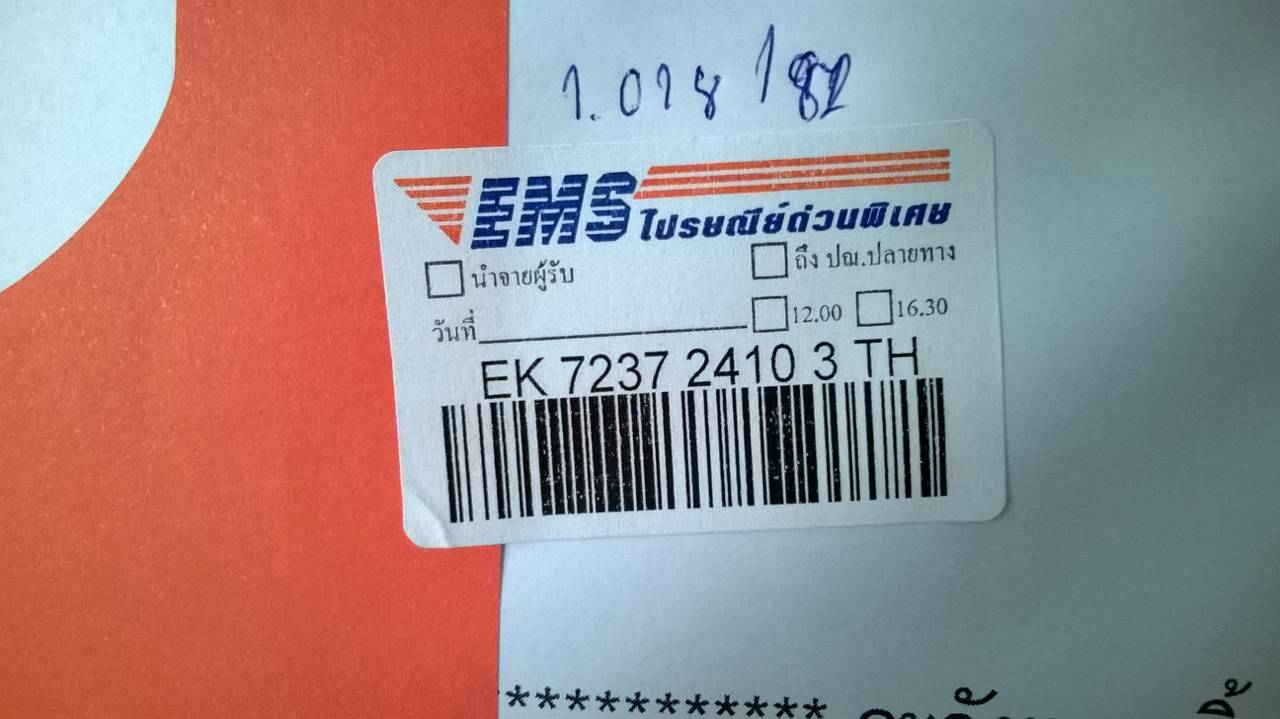 EMS ไปรษณีย์ด่วนพิเศษ
นำจ่ายผู้รับ ถึง ปณ.ปลายทาง
วันที่ 12.00 16.30
EK 7237 2410 3 TH
***********